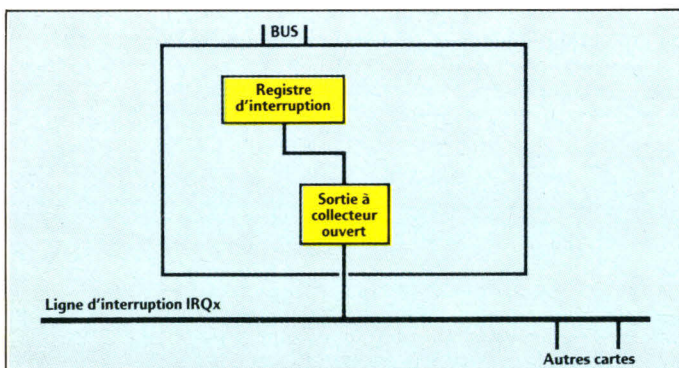 BUS
Registre
d'interruption
Sortie à
collecteur
ouvert
Ligne d'interruption IRQx
Autres cartes